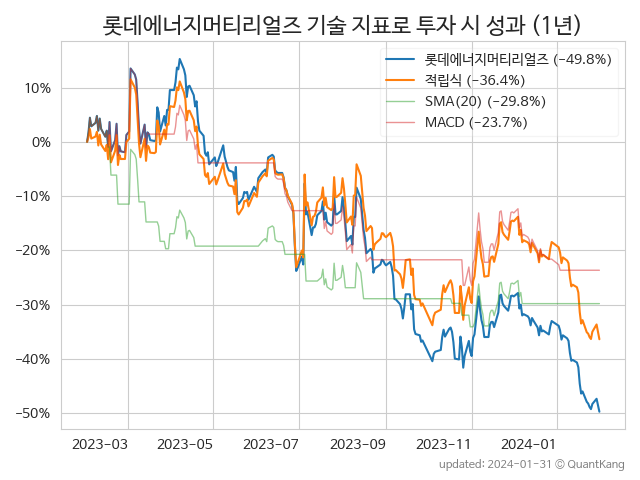 롯데에너지머티리얼즈 기술 지표로 투자 시 성과 (1년)
롯데에너지머티리얼즈 (−49.8%)
적립식 (−36.4%)
SMA(20) (−29.8%)
MACD (−23.7%)
10%
0%
−10%
−20%
−30%
−40%
−50%
2023-03 2023-05 2023-07 2023-09 2023-11 2024-01
updated: 2024-01-31 © QuantKang